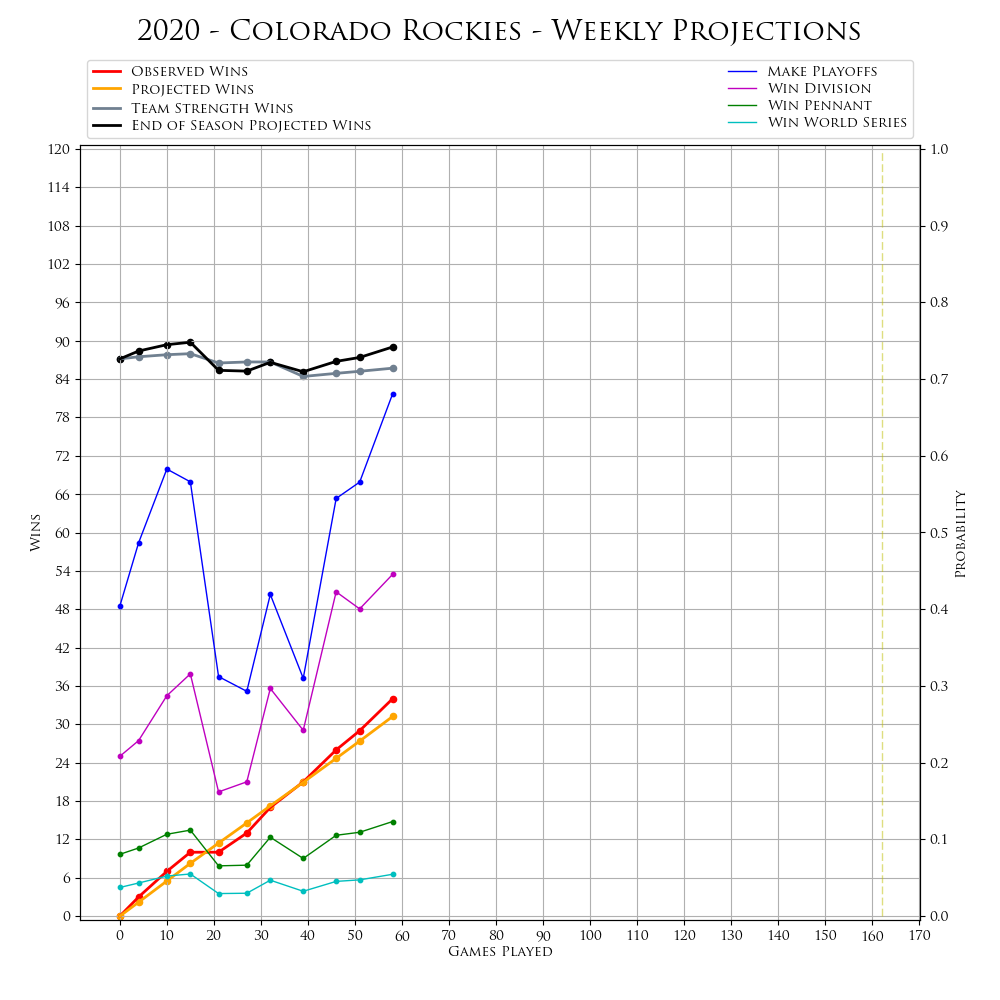 2020 - Colorado Rockies - Weekly Projections
Observed Wins
Projected Wins
Team Strength Wins
End of Season Projected Wins
Make Playoffs
Win Division
Win Pennant
Win World Series
120
114
108
102
96
90
84
78
72
66
60
54
48
42
36
30
24
18
12
6
0
Wins
1.0
0.9
0.8
0.7
0.6
0.5
0.4
0.3
0.2
0.1
0.0
Probability
0 10 20 30 40 50 60 70 80 90 100 110 120 130 140 150 160 170
Games Played